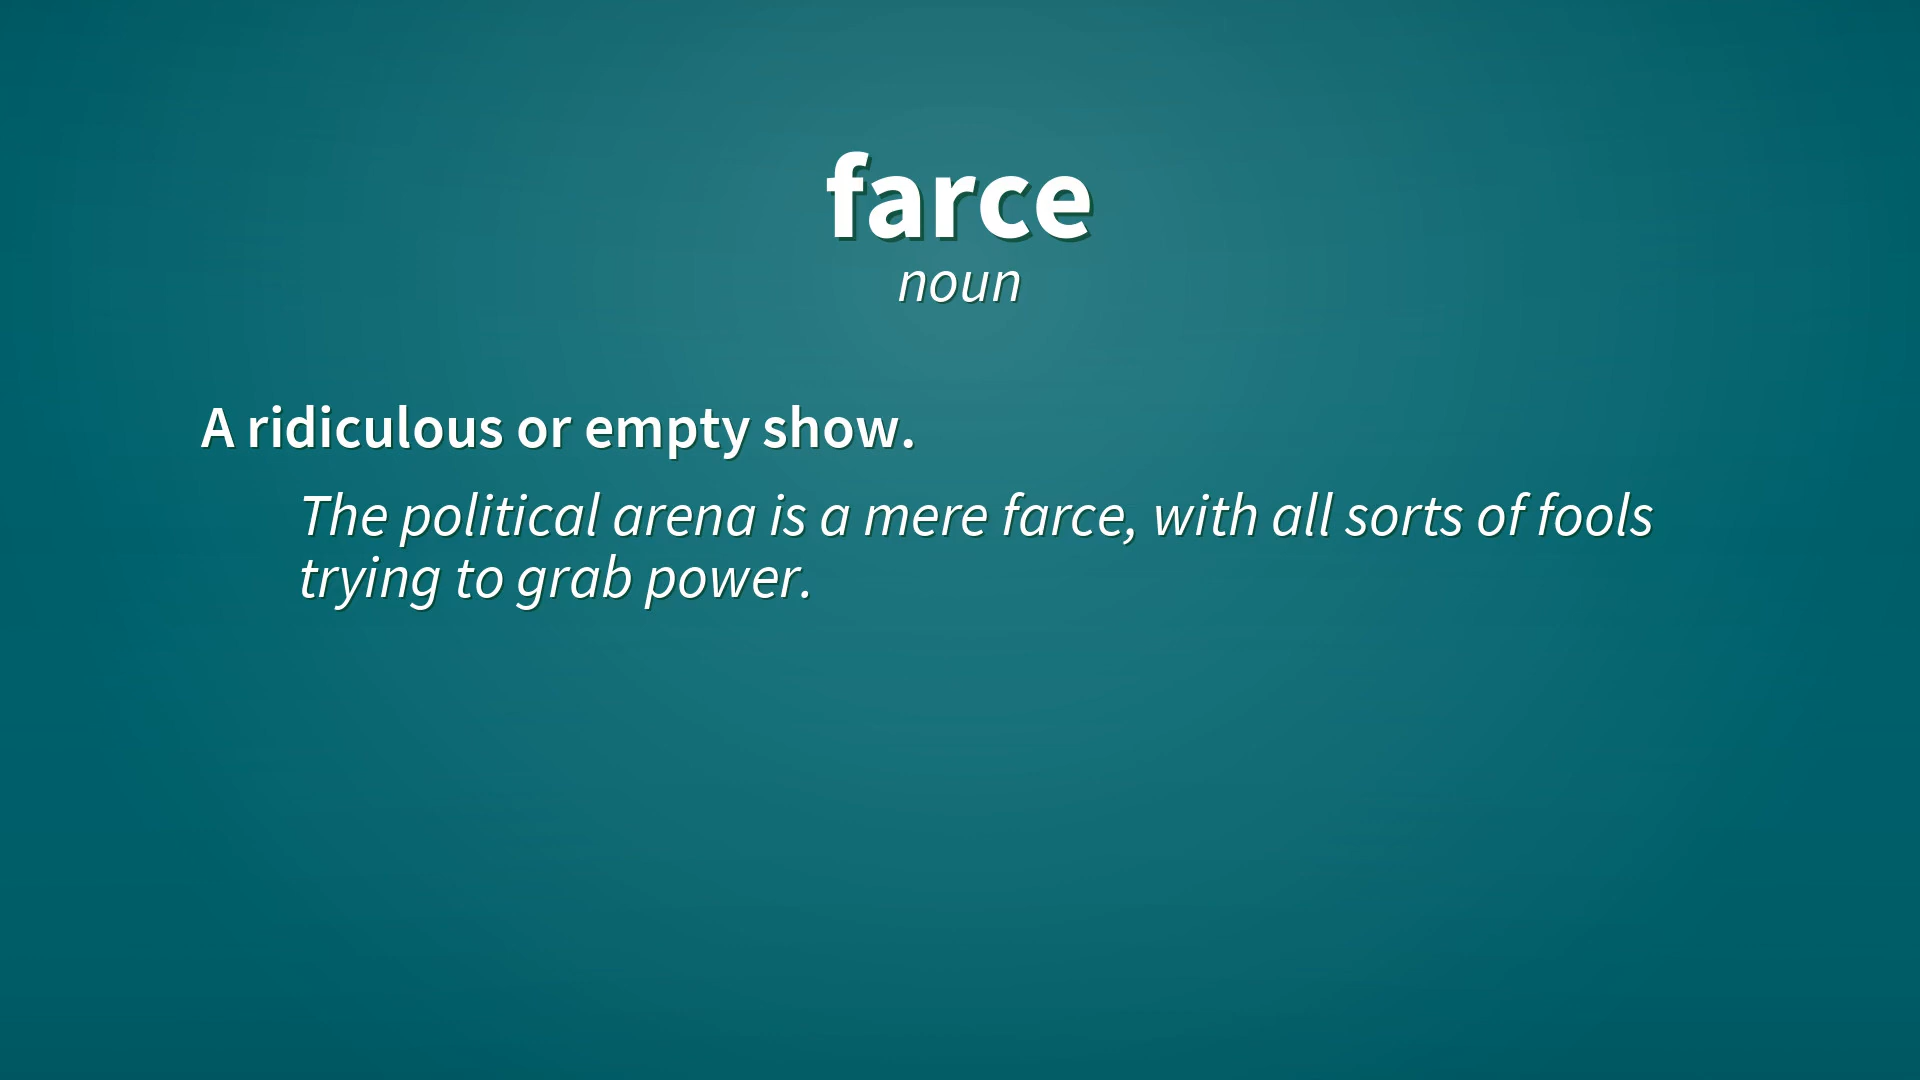 farce
noun
A ridiculous or empty show.
The political arena is a mere farce, with all sorts of fools
trying to grab power.